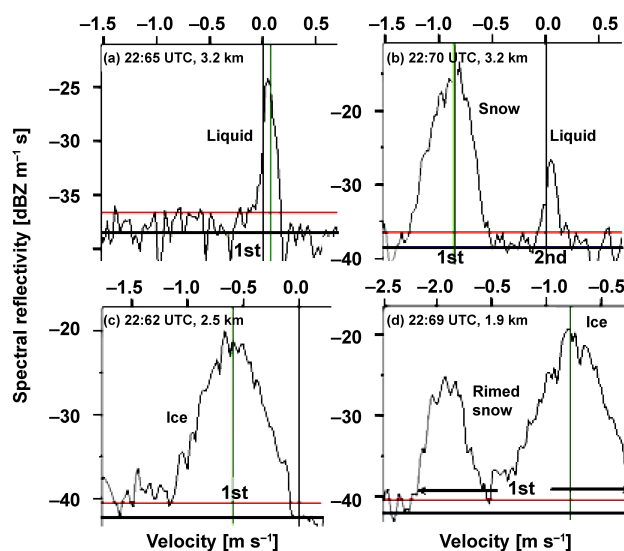 −1.5 −1.0 −0.5 0.0 0.5
−1.5 −1.0 −0.5 0.0 0.5
(a) 22:65 UTC, 3.2 km
(b) 22:70 UTC, 3.2 km
−25
−30
−35
−40
Liquid
1st
−20
−30
−40
Snow
Liquid
1st
2nd
−1.5 −1.0 −0.5 0.0
−2.5 −2.0 −0.5 −1.0 −0.5
(c) 22:62 UTC, 2.5 km
(d) 22:69 UTC, 1.9 km
−20
−30
−40
Ice
1st
−20
−30
−40
Rimed
snow
Ice
1st
Spectral reflectivity [dBZ m⁻¹ s]
Velocity [m s⁻¹]
Velocity [m s⁻¹]